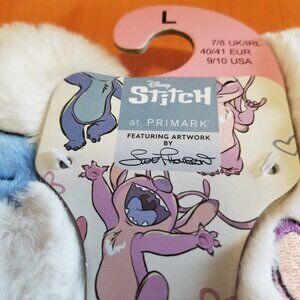 L
7/8 UK/IRL
40/41 EUR
9/10 USA
Disney
STITCH
at PRIMARK
FEATURING ARTWORK
BY